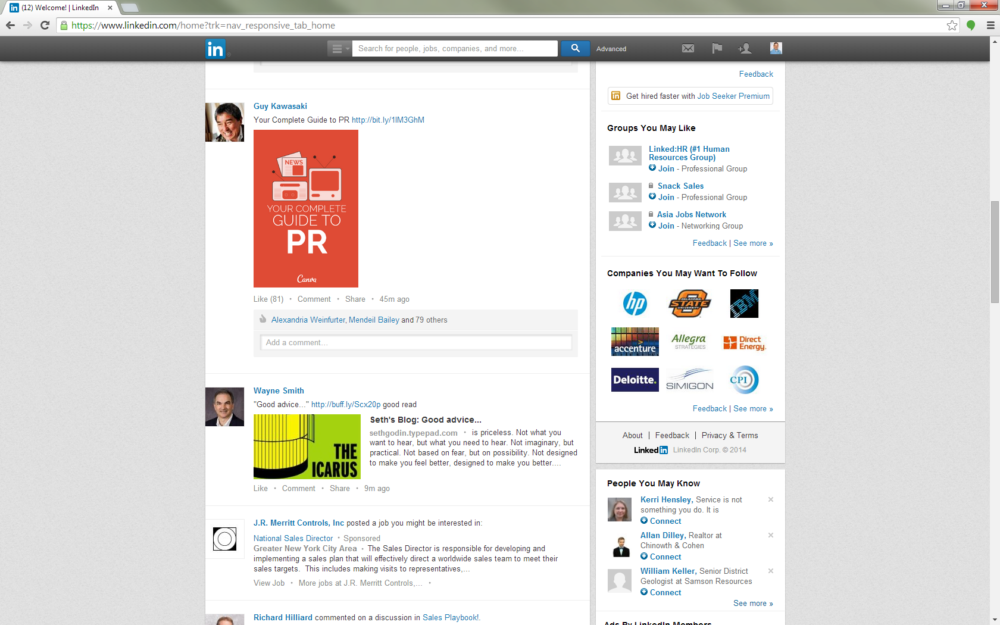 (12) Welcome! | LinkedIn
https://www.linkedin.com/home?trk=nav_responsive_tab_home
in
Search for people, jobs, companies, and more...
Advanced
Guy Kawasaki
Your Complete Guide to PR http://bit.ly/1lM3GhM
NEWS
YOUR COMPLETE
GUIDE TO
PR
Canva
Like (81) • Comment • Share • 45m ago
Alexandria Weinfurter, Mendeil Bailey and 79 others
Add a comment...
Wayne Smith
"Good advice..." http://buff.ly/Scx20p good read
THE
ICARUS
Seth's Blog: Good advice...
sethgodin.typepad.com • is priceless. Not what you
want to hear, but what you need to hear. Not imaginary, but
practical. Not based on fear, but on possibility. Not designed
to make you feel better, designed to make you better....
Like • Comment • Share • 9m ago
J.R. Merritt Controls, Inc posted a job you might be interested in:
National Sales Director • Sponsored
Greater New York City Area • The Sales Director is responsible for developing and
implementing a sales plan that will effectively direct a worldwide sales team to meet their
sales targets. This includes making visits to representatives,...
View Job • More jobs at J.R. Merritt Controls,... •
Richard Hilliard commented on a discussion in Sales Playbook!.
Feedback
in Get hired faster with Job Seeker Premium
Groups You May Like
Linked:HR (#1 Human
Resources Group)
Join - Professional Group
Snack Sales
Join - Professional Group
Asia Jobs Network
Join - Networking Group
Feedback | See more »
Companies You May Want To Follow
hp
OKLAHOMA
STATE
UNIVERSITY
IBM
accenture
Allegra
STRATEGIES
Direct
Energy.
Deloitte.
SIMIGON
CPI
Feedback | See more »
About | Feedback | Privacy & Terms
Linked in LinkedIn Corp. © 2014
People You May Know
Kerri Hensley, Service is not
something you do. It is
Connect
Allan Dilley, Realtor at
Chinowth & Cohen
Connect
William Keller, Senior District
Geologist at Samson Resources
Connect
See more »
Ads By LinkedIn Members